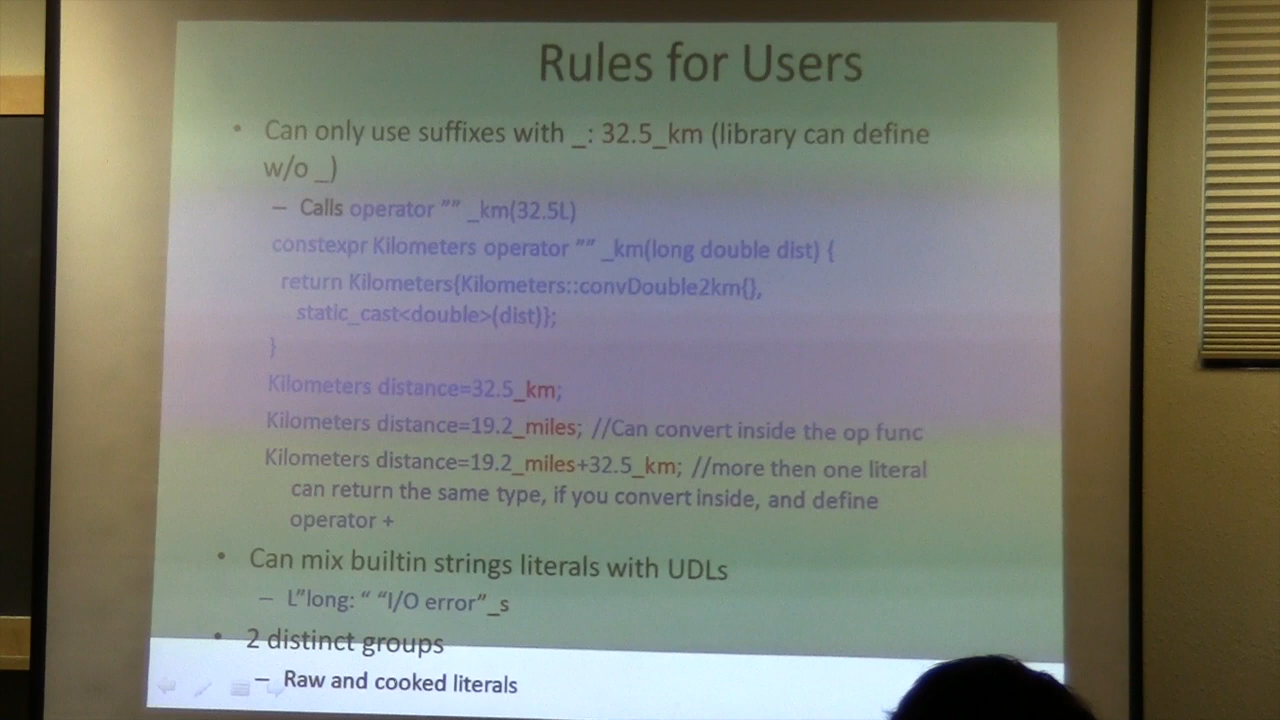 Rules for Users
• Can only use suffixes with _: 32.5_km (library can define
w/o _)
– Calls operator ”” _km(32.5L)
constexpr Kilometers operator ”” _km(long double dist) {
return Kilometers{Kilometers::convDouble2km{},
static_cast<double>(dist)};
}
Kilometers distance=32.5_km;
Kilometers distance=19.2_miles; //Can convert inside the op func
Kilometers distance=19.2_miles+32.5_km; //more then one literal
can return the same type, if you convert inside, and define
operator +
• Can mix builtin strings literals with UDLs
– L”long: “ “I/O error”_s
• 2 distinct groups
– Raw and cooked literals